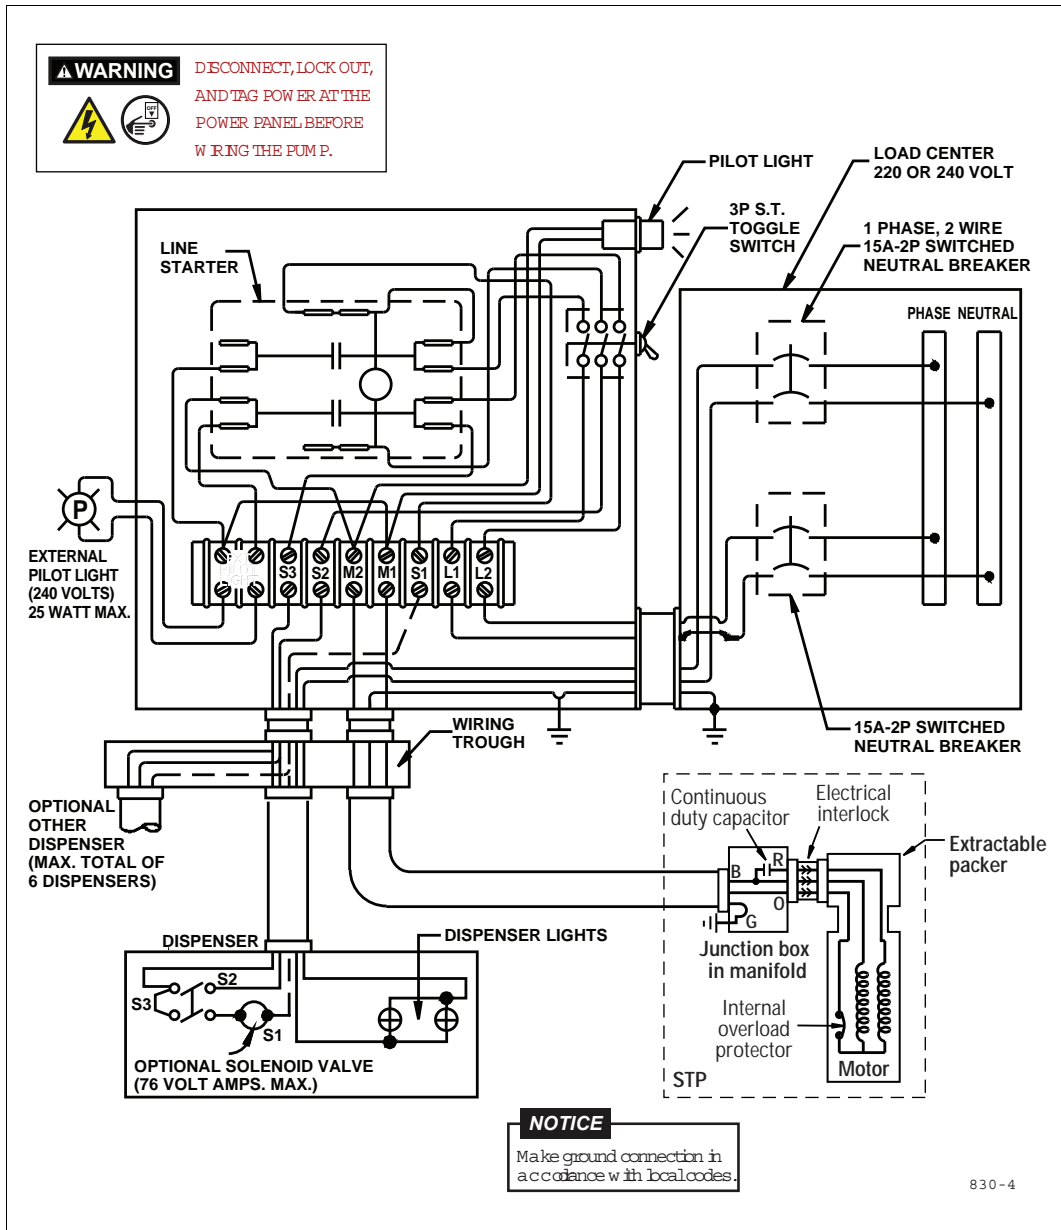 WARNING
DISCONNECT, LOCK OUT,
AND TAG POWER AT THE
POWER PANEL BEFORE
WIRING THE PUMP.
OFF
PILOT LIGHT
LOAD CENTER
220 OR 240 VOLT
3P S.T.
TOGGLE
SWITCH
1 PHASE, 2 WIRE
15A-2P SWITCHED
NEUTRAL BREAKER
LINE
STARTER
PHASE NEUTRAL
P
EXTERNAL
PILOT LIGHT
(240 VOLTS)
25 WATT MAX.
S3 S2 M2 M1 S1 L1 L2
WIRING
TROUGH
15A-2P SWITCHED
NEUTRAL BREAKER
OPTIONAL
OTHER
DISPENSER
(MAX. TOTAL OF
6 DISPENSERS)
Continuous
duty capacitor
Electrical
interlock
Extractable
packer
B
R
O
G
Junction box
in manifold
Internal
overload
protector
Motor
STP
DISPENSER
DISPENSER LIGHTS
S2
S3
S1
OPTIONAL SOLENOID VALVE
(76 VOLT AMPS. MAX.)
NOTICE
Make ground connection in
accordance with local codes.
830-4